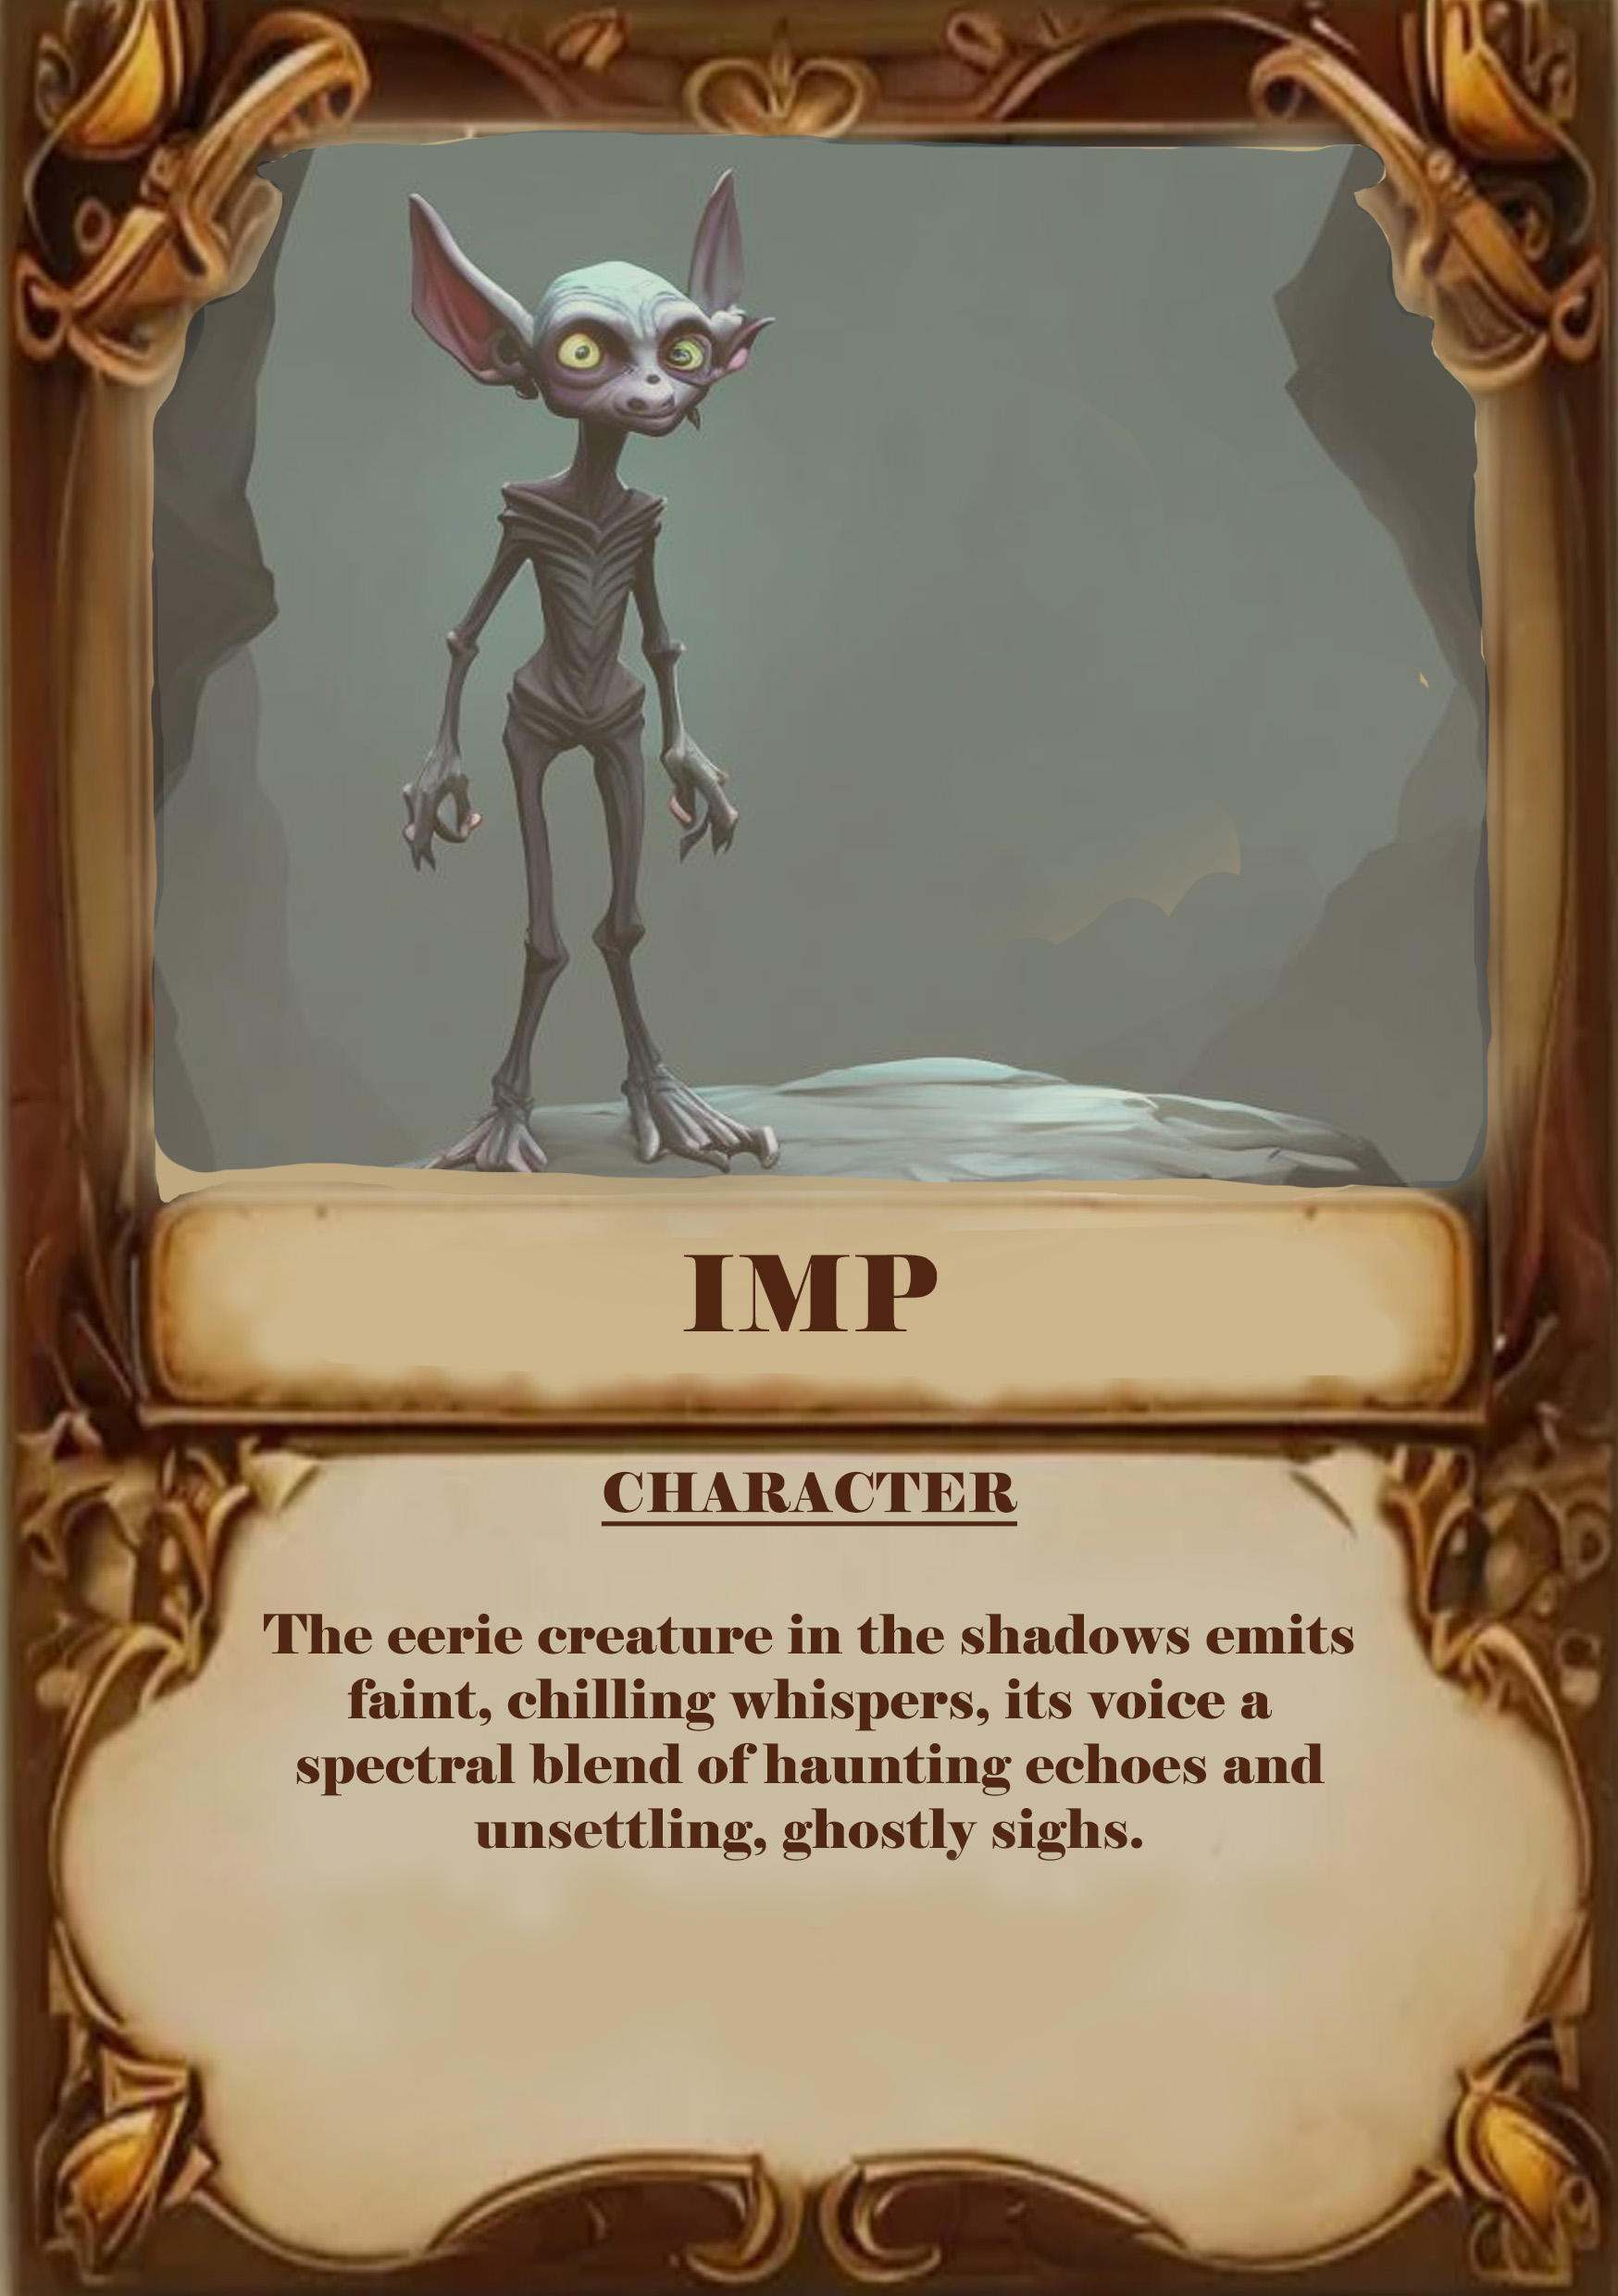 IMP
CHARACTER
The eerie creature in the shadows emits
faint, chilling whispers, its voice a
spectral blend of haunting echoes and
unsettling, ghostly sighs.